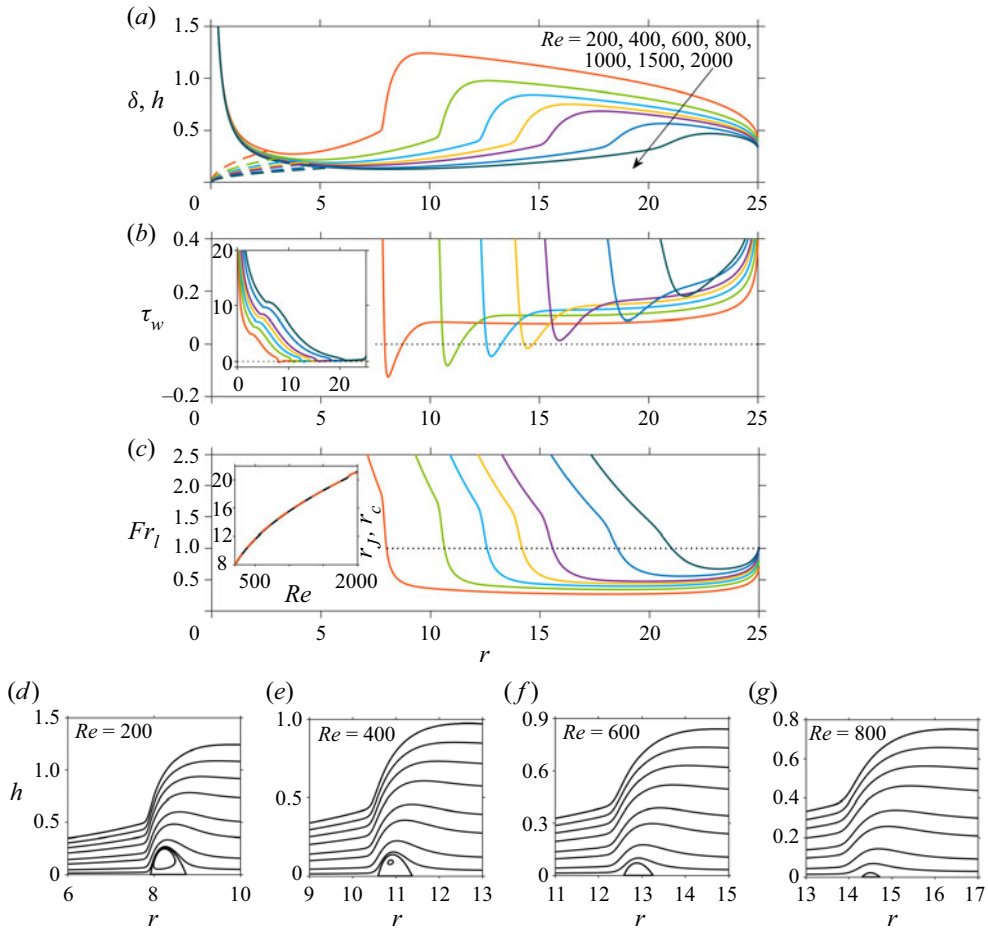 (a)
Re = 200, 400, 600, 800,
1000, 1500, 2000
δ, h
1.5
1.0
0.5
0 5 10 15 20 25
(b)
τw
0.4
0.2
0
−0.2
20
10
0
0 10 20
0 5 10 15 20 25
(c)
Frl
2.5
2.0
1.5
1.0
0.5
20
16
12
8
500 2000
Re
rJ, rc
0 5 10 15 20 25
r
(d)
Re = 200
h
1.5
1.0
0.5
0
6 7 8 9 10
r
(e)
Re = 400
1.0
0.5
0
9 10 11 12 13
r
(f)
Re = 600
0.9
0.6
0.3
0
11 12 13 14 15
r
(g)
Re = 800
0.8
0.6
0.4
0.2
0
13 14 15 16 17
r